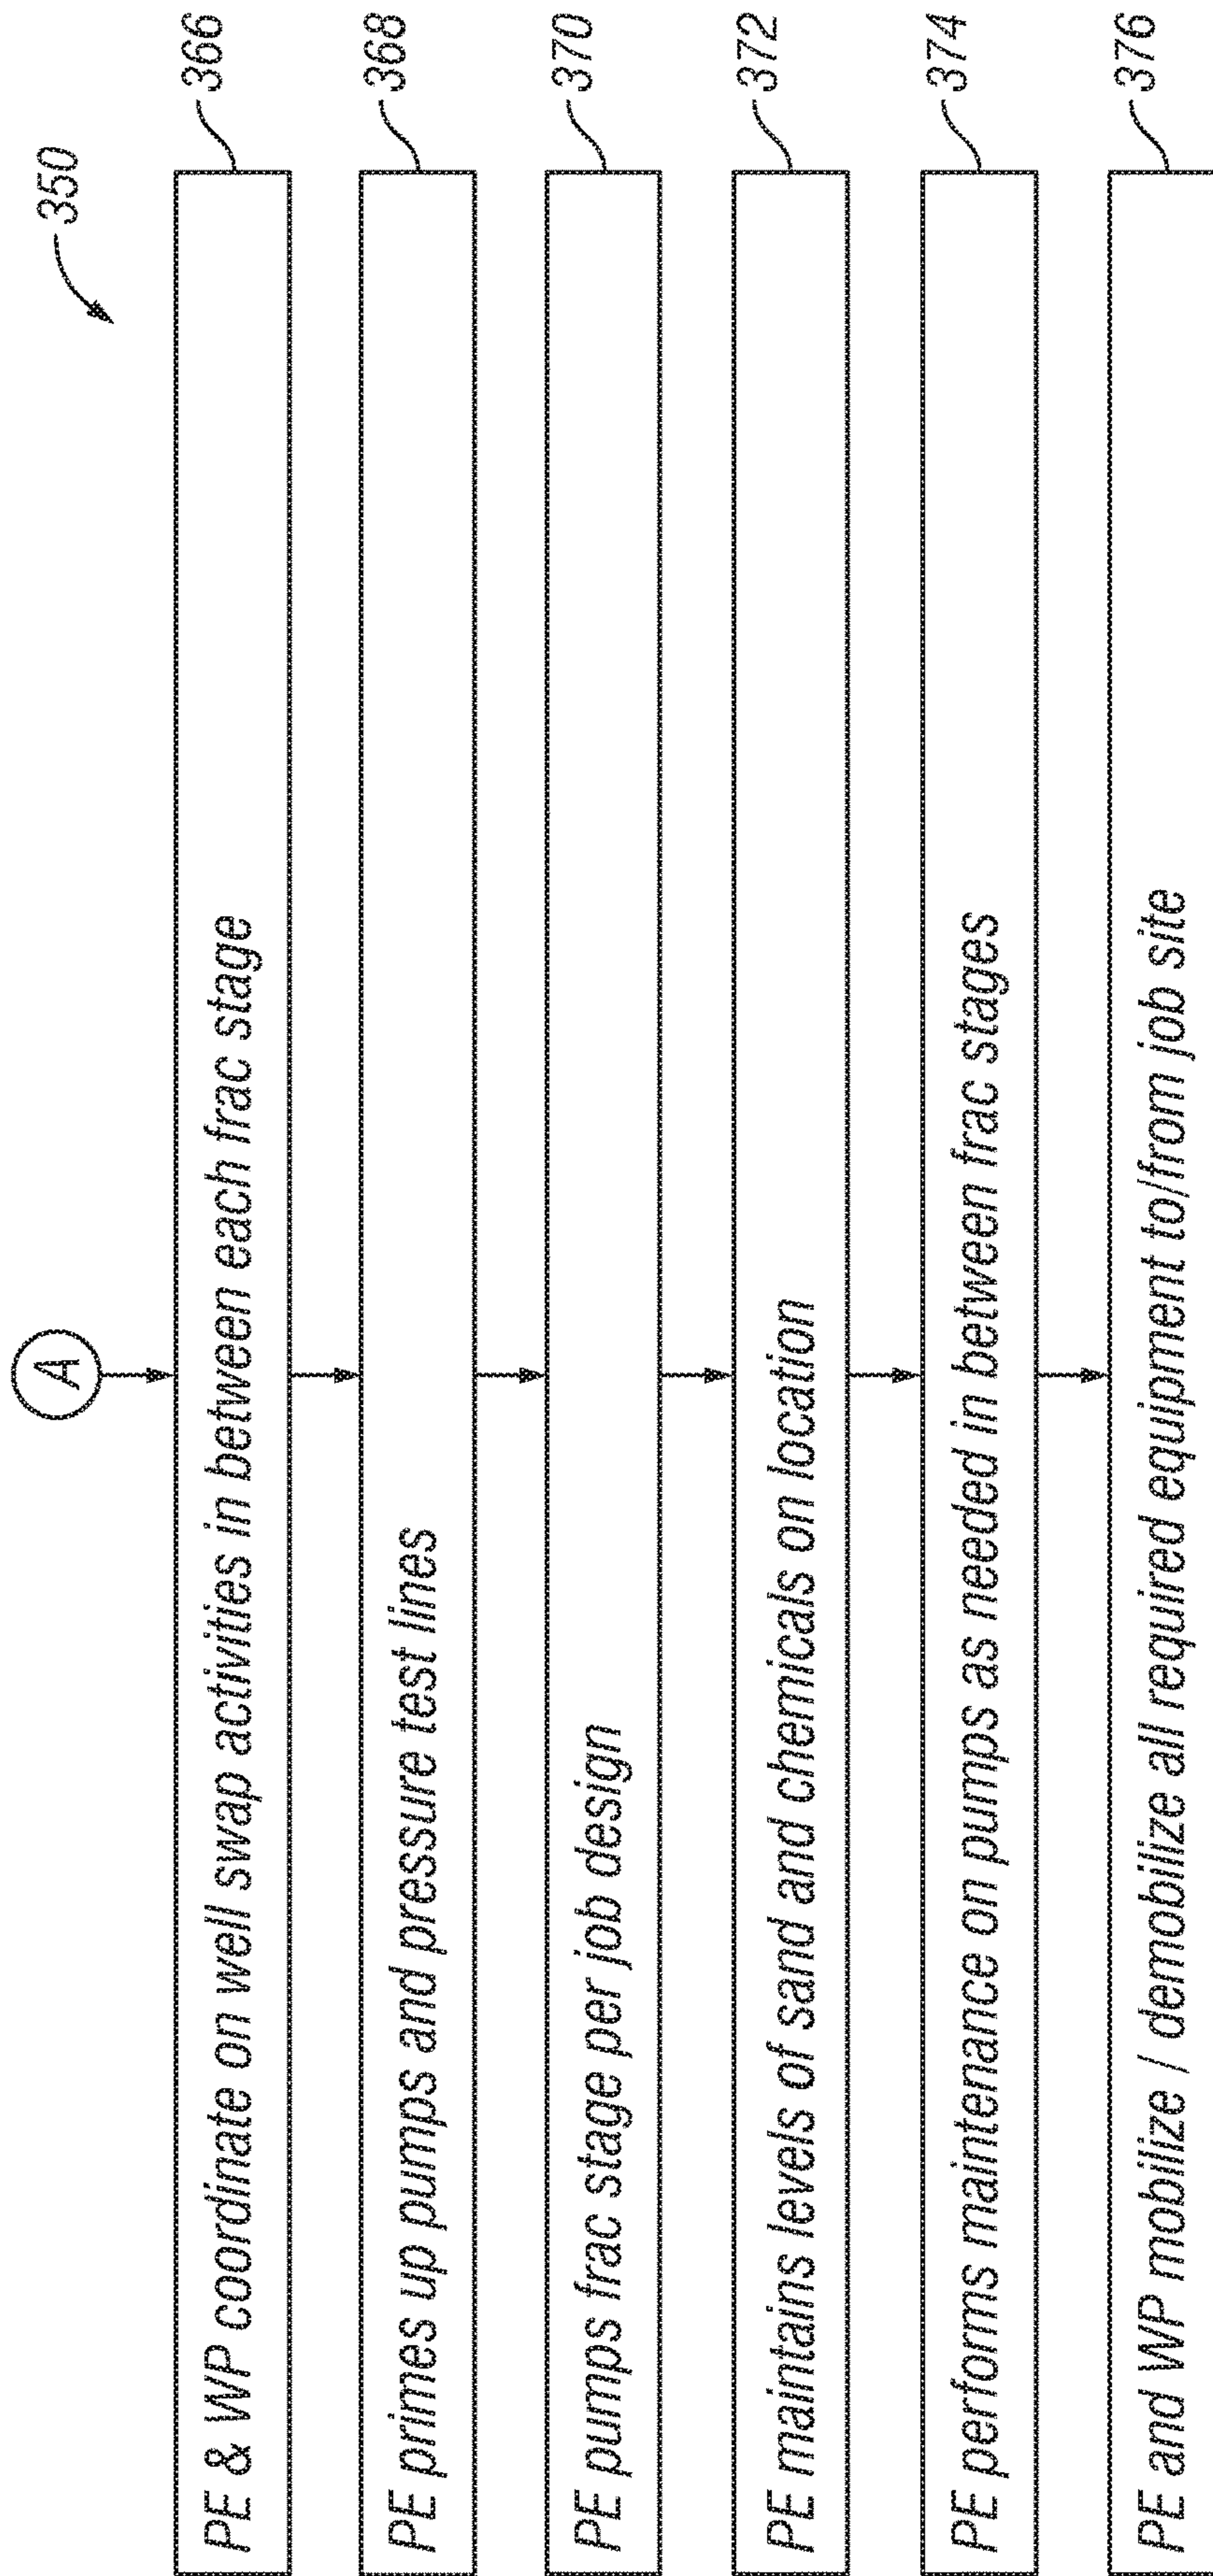 350
A
PE & WP coordinate on well swap activities in between each frac stage
366
PE primes up pumps and pressure test lines
368
PE pumps frac stage per job design
370
PE maintains levels of sand and chemicals on location
372
PE performs maintenance on pumps as needed in between frac stages
374
PE and WP mobilize / demobilize all required equipment to/from job site
376